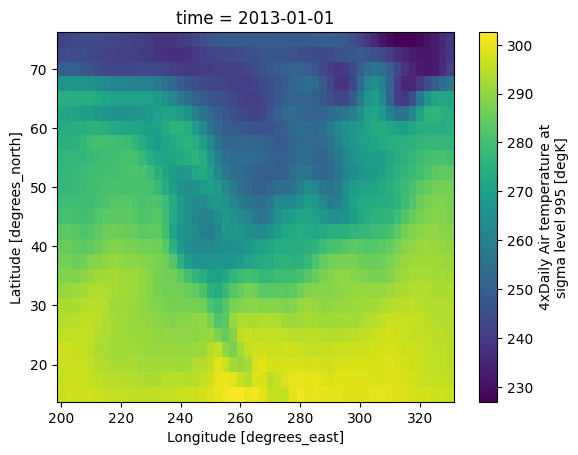 time = 2013-01-01
70
60
50
40
30
20
Latitude [degrees_north]
200 220 240 260 280 300 320
Longitude [degrees_east]
300
290
280
270
260
250
240
230
4xDaily Air temperature at
sigma level 995 [degK]